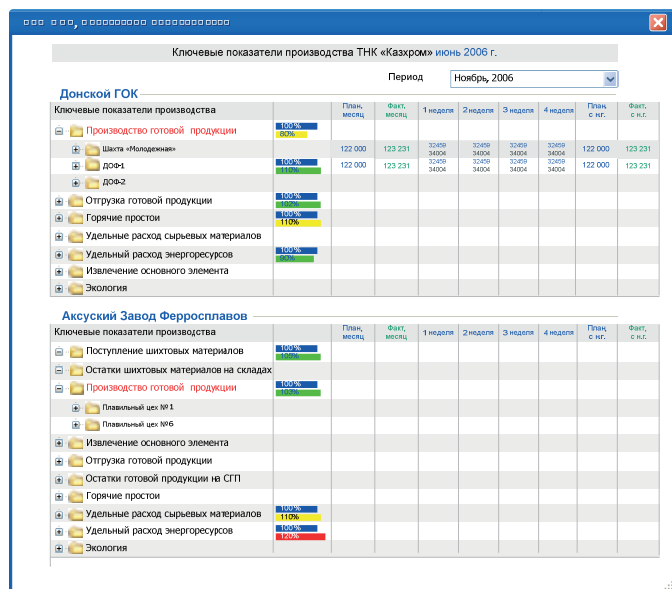 Ключевые показатели производства ТНК «Казхром» июнь 2006 г.
Период Ноябрь, 2006
Донской ГОК
Ключевые показатели производства План, месяц Факт, месяц 1 неделя 2 неделя 3 неделя 4 неделя План, с н.г. Факт, с н.г.
Производство готовой продукции 100% 80%
Шахта «Молодежная» 122 000 123 231 32459 34004 32459 34004 32459 34004 32459 34004 122 000 123 231
ДОФ-1 100% 110% 122 000 123 231 32459 34004 32459 34004 32459 34004 32459 34004 122 000 123 231
ДОФ-2
Отгрузка готовой продукции 100% 102%
Горячие простои 100% 110%
Удельные расход сырьевых материалов
Удельный расход энергоресурсов 100% 90%
Извлечение основного элемента
Экология
Аксуский Завод Ферросплавов
Ключевые показатели производства План, месяц Факт, месяц 1 неделя 2 неделя 3 неделя 4 неделя План, с н.г. Факт, с н.г.
Поступление шихтовых материалов 100% 108%
Остатки шихтовых материалов на складах
Производство готовой продукции 100% 103%
Плавильный цех №1
Плавильный цех №6
Извлечение основного элемента
Отгрузка готовой продукции
Остатки готовой продукции на СГП
Горячие простои
Удельные расход сырьевых материалов 100% 110%
Удельный расход энергоресурсов 100% 120%
Экология